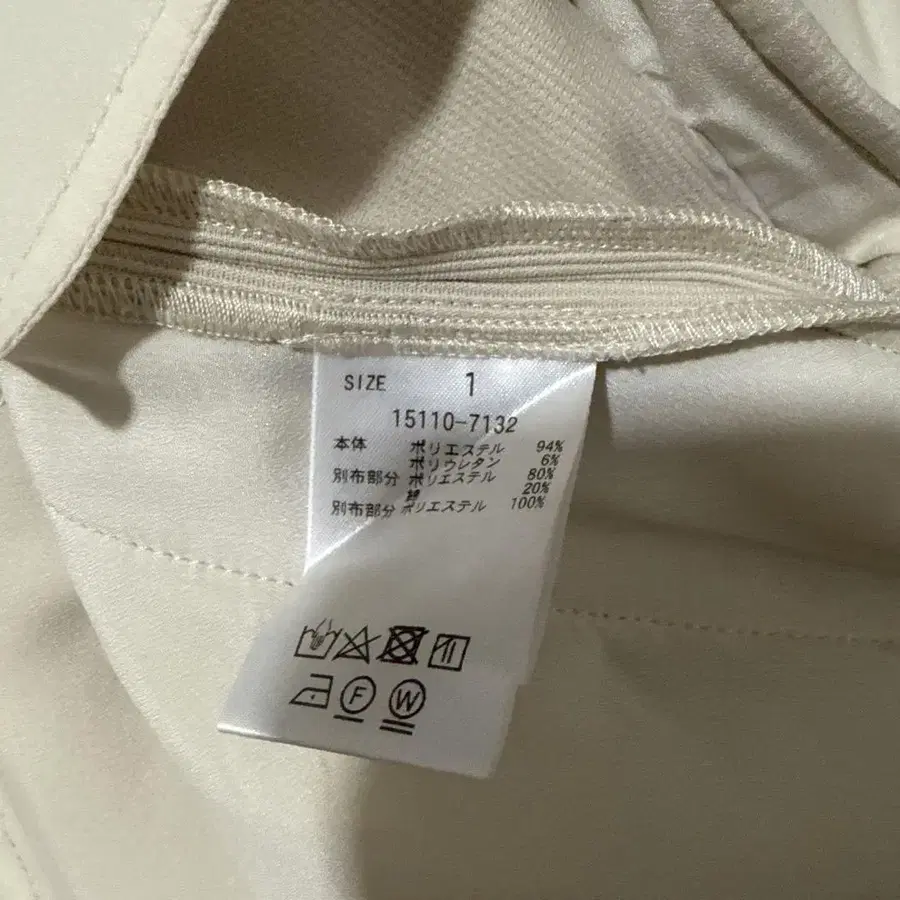 SIZE 1
15110-7132
本体 ポリエステル 94%
ポリウレタン 6%
別布部分 ポリエステル 80%
綿 20%
別布部分 ポリエステル 100%
F W